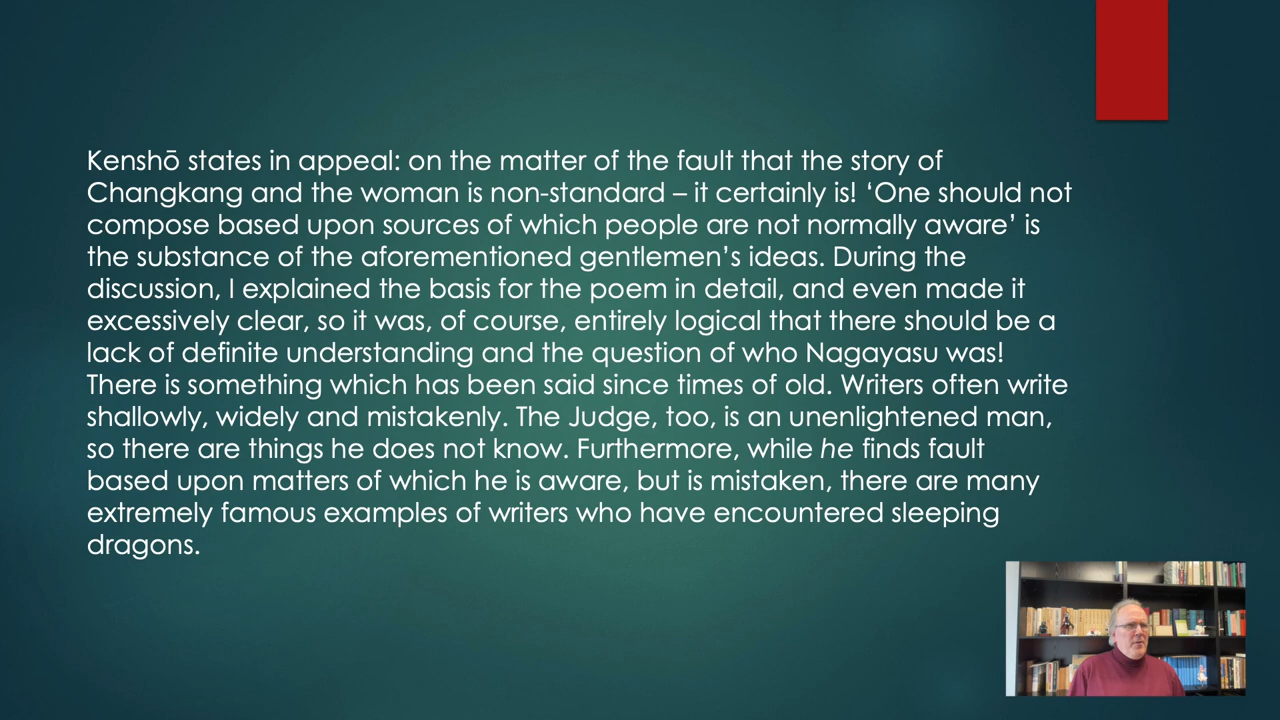 Kenshō states in appeal: on the matter of the fault that the story of
Changkang and the woman is non-standard – it certainly is! ‘One should not
compose based upon sources of which people are not normally aware’ is
the substance of the aforementioned gentlemen’s ideas. During the
discussion, I explained the basis for the poem in detail, and even made it
excessively clear, so it was, of course, entirely logical that there should be a
lack of definite understanding and the question of who Nagayasu was!
There is something which has been said since times of old. Writers often write
shallowly, widely and mistakenly. The Judge, too, is an unenlightened man,
so there are things he does not know. Furthermore, while he finds fault
based upon matters of which he is aware, but is mistaken, there are many
extremely famous examples of writers who have encountered sleeping
dragons.